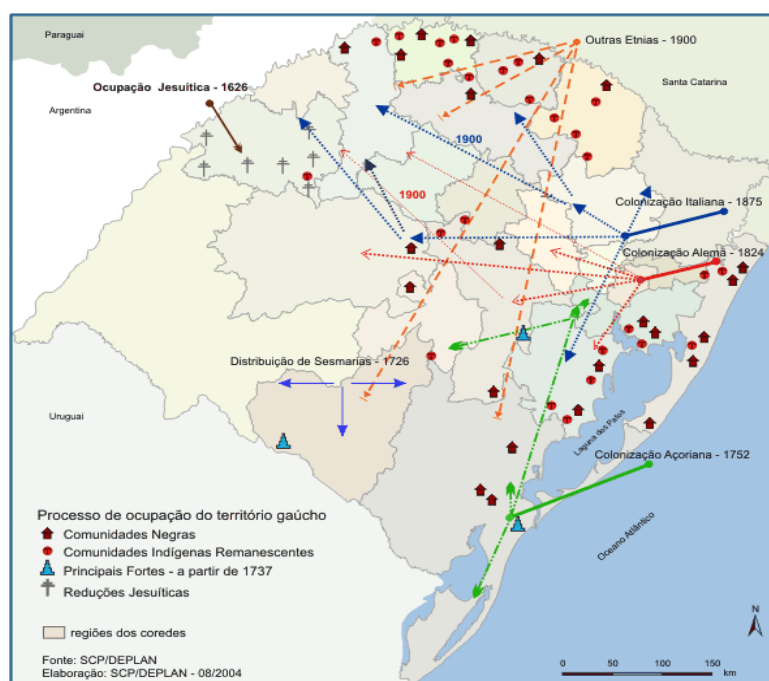 Paraguai
Outras Etnias - 1900
Santa Catarina
Ocupação Jesuítica - 1626
Argentina
1900
1900
Colonização Italiana - 1875
Colonização Alemã - 1824
Distribuição de Sesmarias - 1726
Uruguai
Laguna dos Patos
Colonização Açoriana - 1752
Oceano Atlântico
Processo de ocupação do território gaúcho
Comunidades Negras
Comunidades Indígenas Remanescentes
Principais Fortes - a partir de 1737
Reduções Jesuíticas
regiões dos coredes
Fonte: SCP/DEPLAN
Elaboração: SCP/DEPLAN - 08/2004
N
0 50 100 150
km